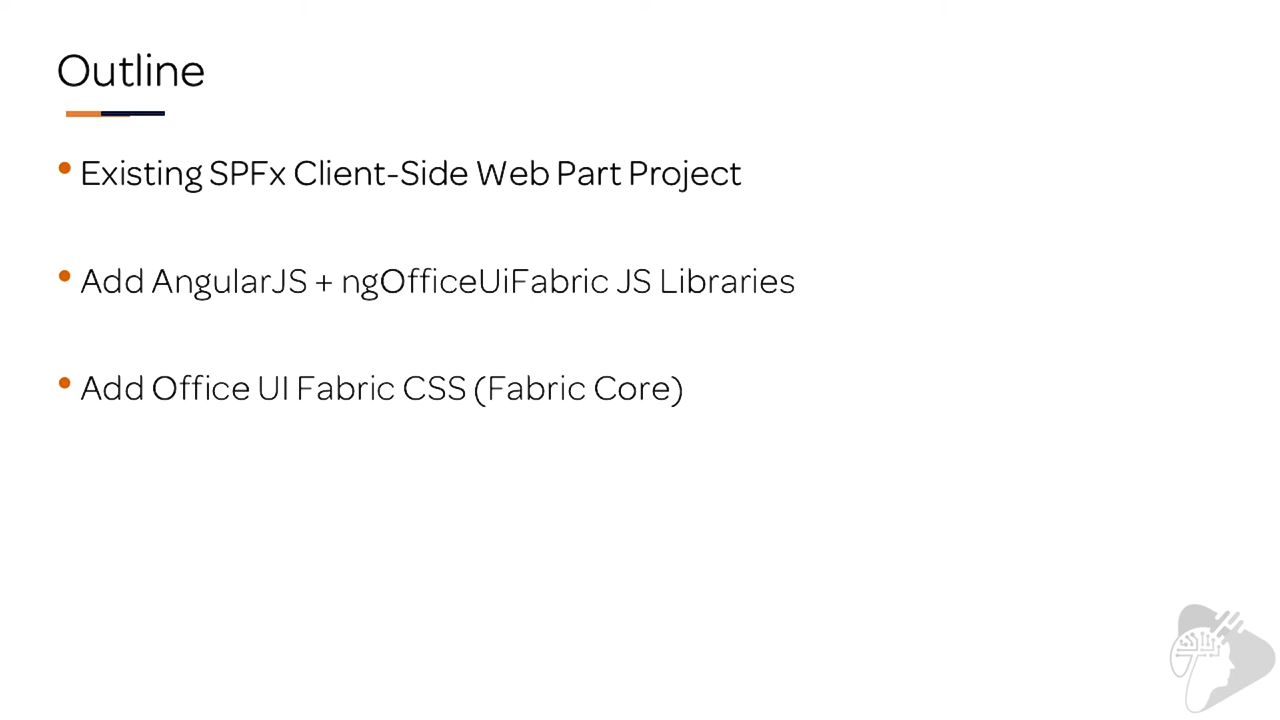 Outline
• Existing SPFx Client-Side Web Part Project
• Add AngularJS + ngOfficeUiFabric JS Libraries
• Add Office UI Fabric CSS (Fabric Core)